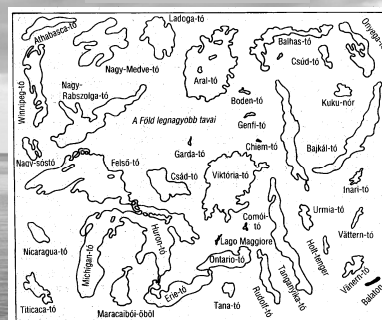 Athabasca-tó
Ladoga-tó
Onyega-tó
Balhas-tó
Csúd-tó
Nagy-Medve-tó
Aral-tó
Winnipeg-tó
Nagy-
Rabszolga-tó
Boden-tó
Kuku-nór
A Föld legnagyobb tavai
Genfi-tó
Garda-tó
Chiem-tó
Bajkál-tó
Nagy-sóstó
Felső-tó
Csád-tó
Viktória-tó
Inari-tó
Comói-
tó
Urmia-tó
Vättern-tó
Nicaragua-tó
Michigan-tó
Huron-tó
Lago Maggiore
Ontario-tó
Holt-tenger
Vänern-tó
Titicaca-tó
Maracaibói-öböl
Erie-tó
Tana-tó
Rudolf-tó
Tanganyika-tó
Balaton